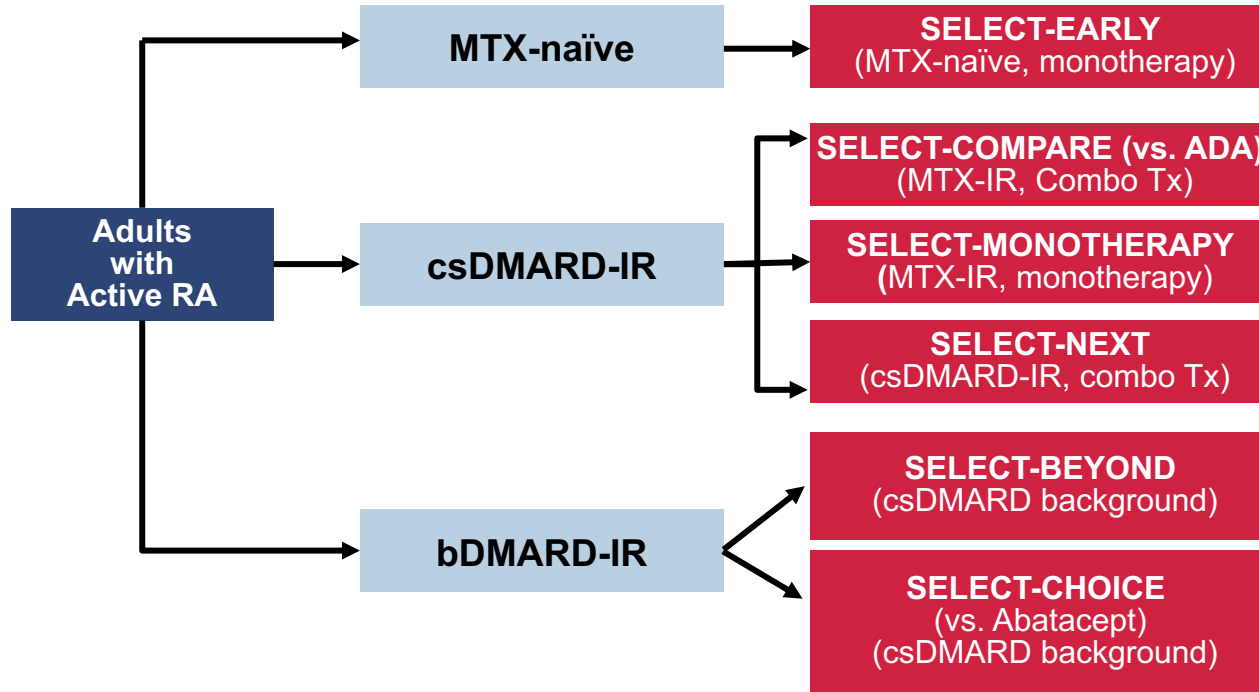 MTX-naïve
SELECT-EARLY
(MTX-naïve, monotherapy)
SELECT-COMPARE (vs. ADA)
(MTX-IR, Combo Tx)
Adults
with
Active RA
csDMARD-IR
SELECT-MONOTHERAPY
(MTX-IR, monotherapy)
SELECT-NEXT
(csDMARD-IR, combo Tx)
bDMARD-IR
SELECT-BEYOND
(csDMARD background)
SELECT-CHOICE
(vs. Abatacept)
(csDMARD background)